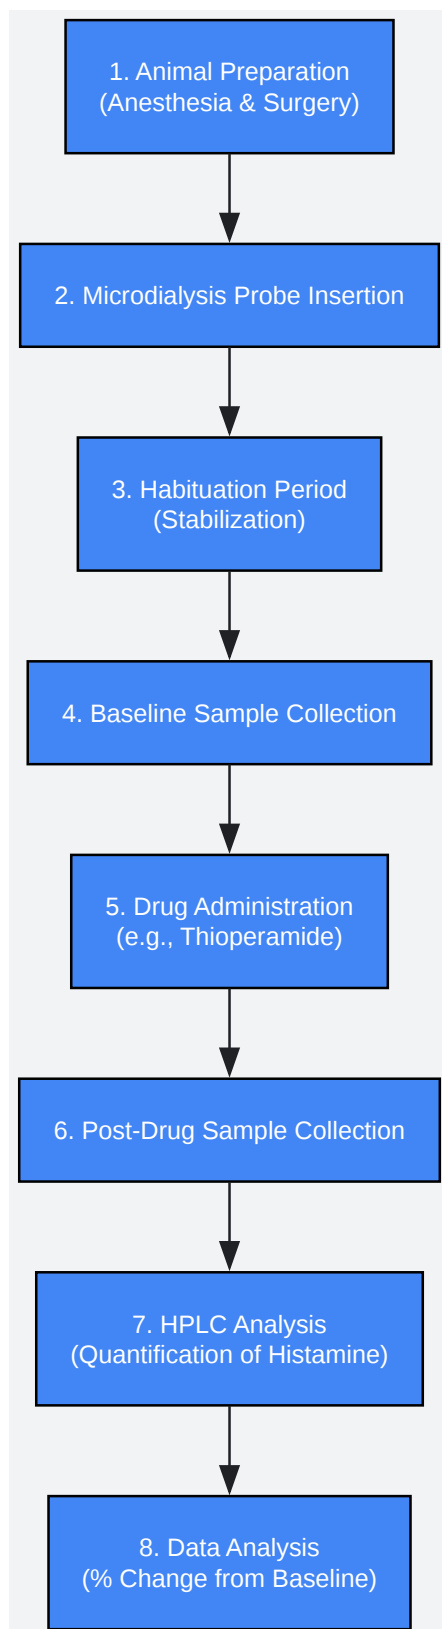 1. Animal Preparation
(Anesthesia & Surgery)
2. Microdialysis Probe Insertion
3. Habituation Period
(Stabilization)
4. Baseline Sample Collection
5. Drug Administration
(e.g., Thioperamide)
6. Post-Drug Sample Collection
7. HPLC Analysis
(Quantification of Histamine)
8. Data Analysis
(% Change from Baseline)